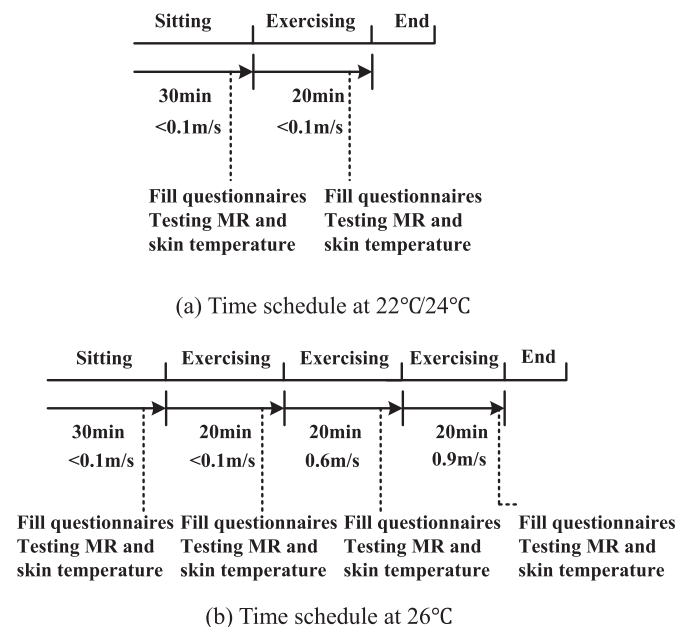 Sitting Exercising End
30min 20min
<0.1m/s <0.1m/s
Fill questionnaires Fill questionnaires
Testing MR and Testing MR and
skin temperature skin temperature
(a) Time schedule at 22℃/24℃
Sitting Exercising Exercising Exercising End
30min 20min 20min 20min
<0.1m/s <0.1m/s 0.6m/s 0.9m/s
Fill questionnaires Fill questionnaires Fill questionnaires Fill questionnaires
Testing MR and Testing MR and Testing MR and Testing MR and
skin temperature skin temperature skin temperature skin temperature
(b) Time schedule at 26℃